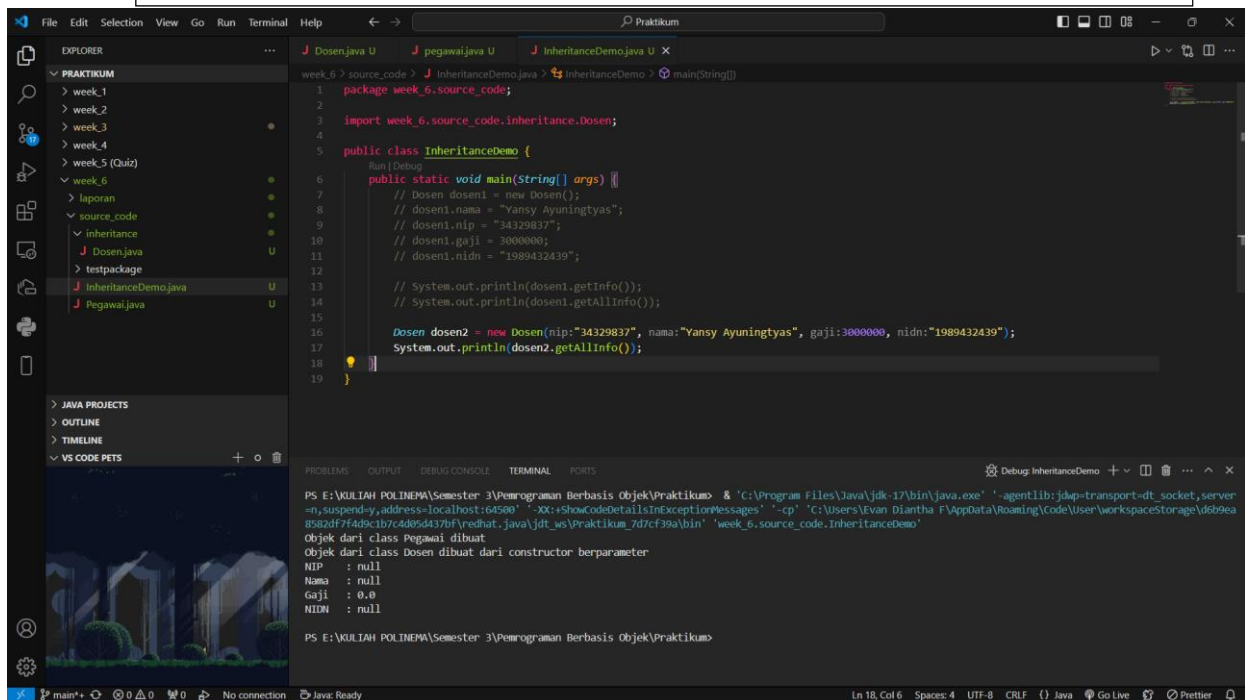 File Edit Selection View Go Run Terminal Help
Praktikum
EXPLORER
PRAKTIKUM
week_1
week_2
week_3
week_4
week_5 (Quiz)
week_6
laporan
source_code
inheritance
J Dosen.java U
testpackage
J InheritanceDemo.java U
J Pegawai.java U
JAVA PROJECTS
OUTLINE
TIMELINE
VS CODE PETS
17
J Dosen.java U J pegawai.java U J InheritanceDemo.java U
week_6 > source_code > J InheritanceDemo.java > InheritanceDemo > main(String[])
1 package week_6.source_code;
2
3 import week_6.source_code.inheritance.Dosen;
4
5 public class InheritanceDemo {
Run | Debug
6 public static void main(String[] args) {
7 // Dosen dosen1 = new Dosen();
8 // dosen1.nama = "Yansy Ayuningtyas";
9 // dosen1.nip = "34329837";
10 // dosen1.gaji = 3000000;
11 // dosen1.nidn = "1989432439";
12
13 // System.out.println(dosen1.getInfo());
14 // System.out.println(dosen1.getAllInfo());
15
16 Dosen dosen2 = new Dosen(nip:"34329837", nama:"Yansy Ayuningtyas", gaji:3000000, nidn:"1989432439");
17 System.out.println(dosen2.getAllInfo());
18 }
19 }
PROBLEMS OUTPUT DEBUG CONSOLE TERMINAL PORTS
Debug: InheritanceDemo
PS E:\KULIAH POLINEMA\Semester 3\Pemrograman Berbasis Objek\Praktikum> & 'C:\Program Files\Java\jdk-17\bin\java.exe' '-agentlib:jdwp=transport=dt_socket,server
=n,suspend=y,address=localhost:64500' '-XX:+ShowCodeDetailsInExceptionMessages' '-cp' 'C:\Users\Evan Diantha F\AppData\Roaming\Code\User\workspaceStorage\d6b9ea
8582df7f4d9c1b7c4d05d437bf\redhat.java\jdt_ws\Praktikum_7d7cf39a\bin' 'week_6.source_code.InheritanceDemo'
Objek dari class Pegawai dibuat
Objek dari class Dosen dibuat dari constructor berparameter
NIP : null
Nama : null
Gaji : 0.0
NIDN : null
PS E:\KULIAH POLINEMA\Semester 3\Pemrograman Berbasis Objek\Praktikum>
main*+ 0 0 0 No connection Java: Ready Ln 18, Col 6 Spaces: 4 UTF-8 CRLF {} Java Go Live Prettier